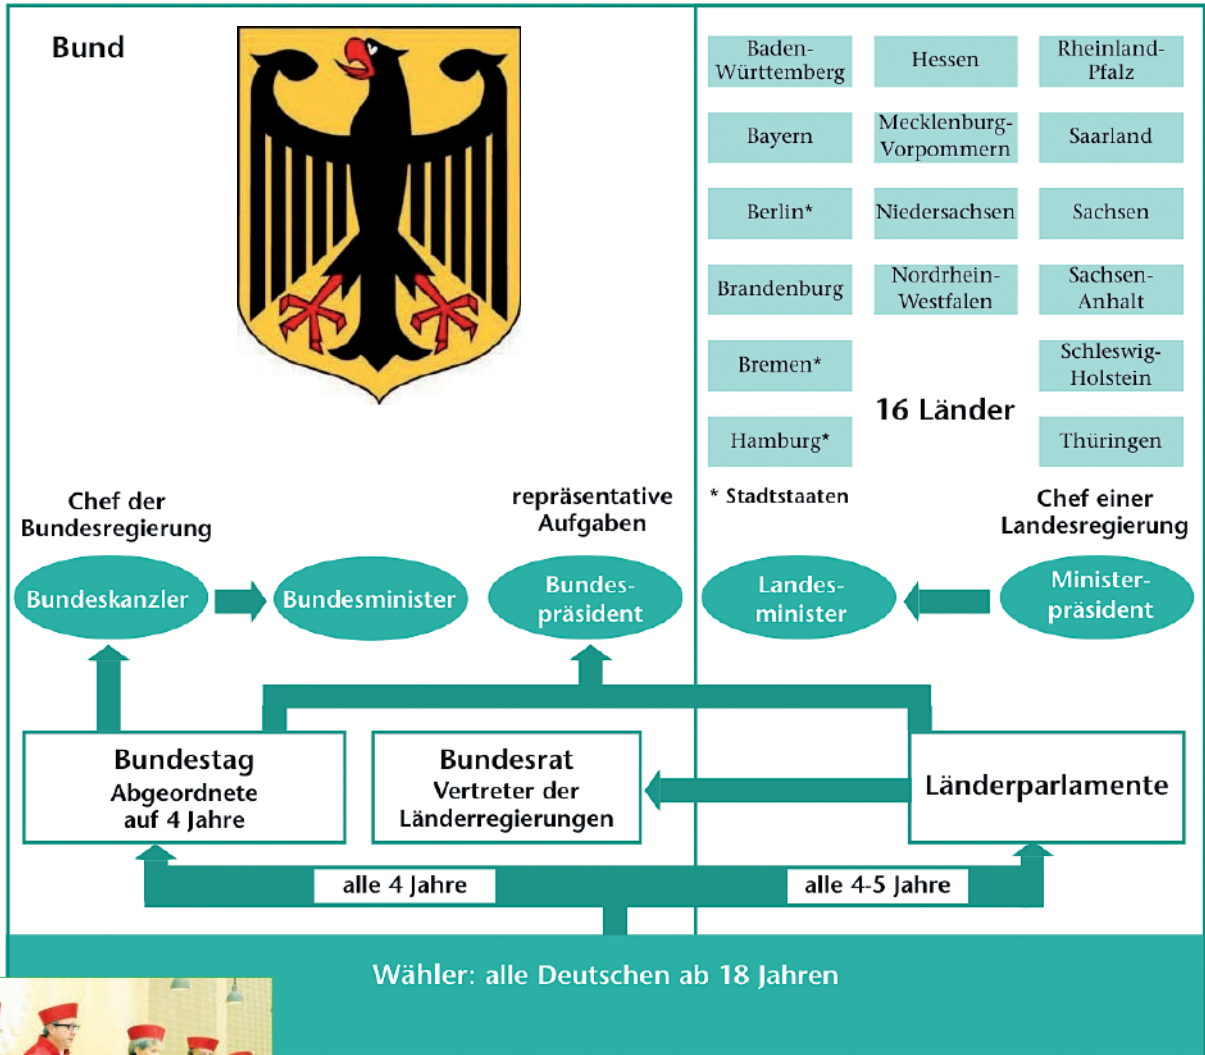 Bund
Baden-
Württemberg
Hessen
Rheinland-
Pfalz
Bayern
Mecklenburg-
Vorpommern
Saarland
Berlin*
Niedersachsen
Sachsen
Brandenburg
Nordrhein-
Westfalen
Sachsen-
Anhalt
Bremen*
Schleswig-
Holstein
16 Länder
Hamburg*
Thüringen
* Stadtstaaten
Chef der
Bundesregierung
repräsentative
Aufgaben
Chef einer
Landesregierung
Bundeskanzler
Bundesminister
Bundes-
präsident
Landes-
minister
Minister-
präsident
Bundestag
Abgeordnete
auf 4 Jahre
Bundesrat
Vertreter der
Länderregierungen
Länderparlamente
alle 4 Jahre
alle 4-5 Jahre
Wähler: alle Deutschen ab 18 Jahren